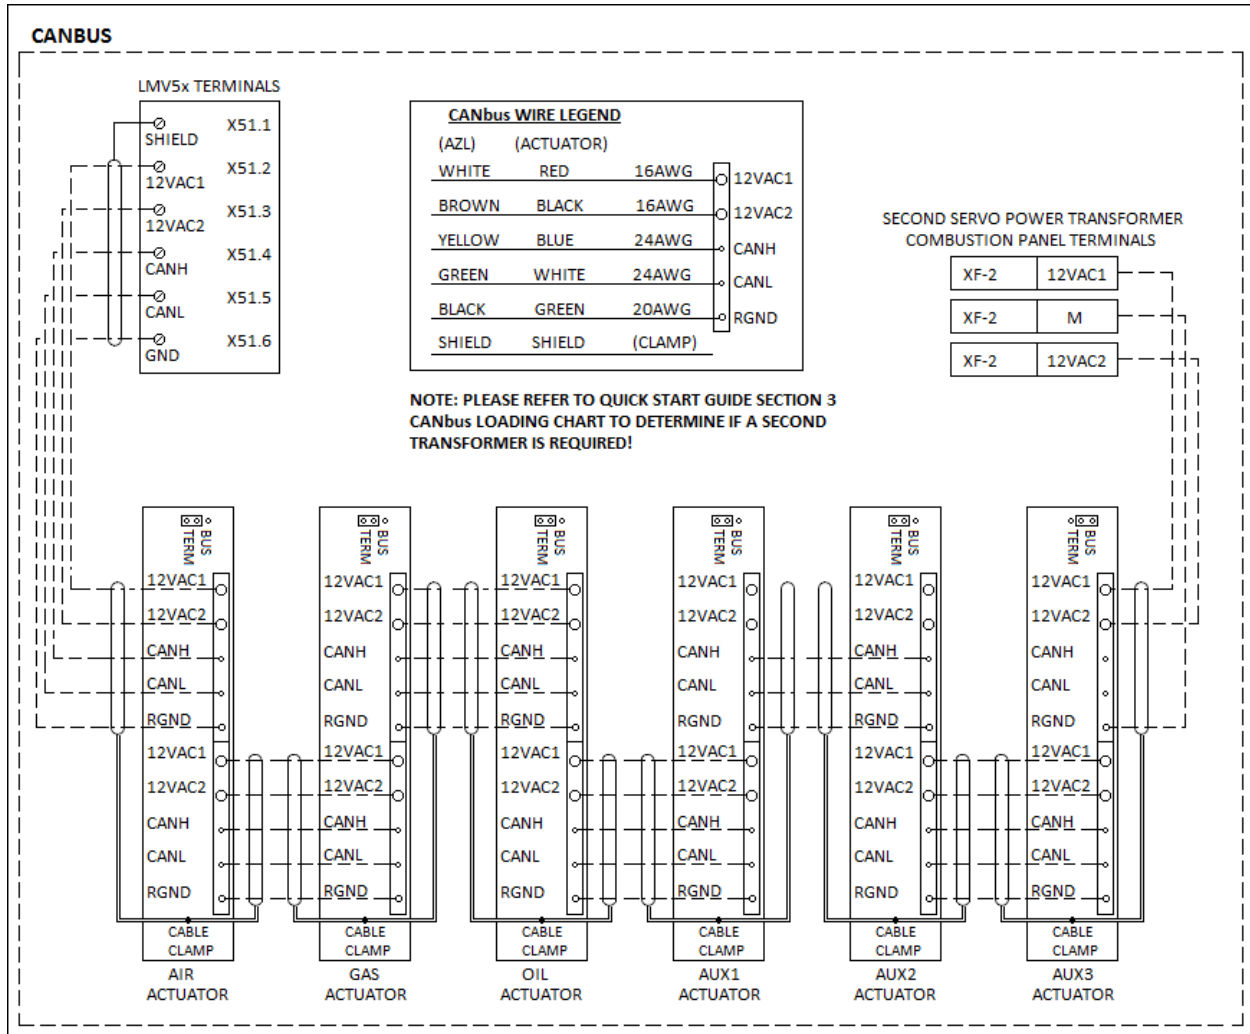 CANBUS
LMV5x TERMINALS
SHIELD X51.1
12VAC1 X51.2
12VAC2 X51.3
CANH X51.4
CANL X51.5
GND X51.6
CANbus WIRE LEGEND
(AZL) (ACTUATOR)
WHITE RED 16AWG 12VAC1
BROWN BLACK 16AWG 12VAC2
YELLOW BLUE 24AWG CANH
GREEN WHITE 24AWG CANL
BLACK GREEN 20AWG RGND
SHIELD SHIELD (CLAMP)
SECOND SERVO POWER TRANSFORMER
COMBUSTION PANEL TERMINALS
XF-2 12VAC1
XF-2 M
XF-2 12VAC2
NOTE: PLEASE REFER TO QUICK START GUIDE SECTION 3
CANbus LOADING CHART TO DETERMINE IF A SECOND
TRANSFORMER IS REQUIRED!
BUS
TERM
12VAC1
12VAC2
CANH
CANL
RGND
12VAC1
12VAC2
CANH
CANL
RGND
CABLE
CLAMP
AIR
ACTUATOR
BUS
TERM
12VAC1
12VAC2
CANH
CANL
RGND
12VAC1
12VAC2
CANH
CANL
RGND
CABLE
CLAMP
GAS
ACTUATOR
BUS
TERM
12VAC1
12VAC2
CANH
CANL
RGND
12VAC1
12VAC2
CANH
CANL
RGND
CABLE
CLAMP
OIL
ACTUATOR
BUS
TERM
12VAC1
12VAC2
CANH
CANL
RGND
12VAC1
12VAC2
CANH
CANL
RGND
CABLE
CLAMP
AUX1
ACTUATOR
BUS
TERM
12VAC1
12VAC2
CANH
CANL
RGND
12VAC1
12VAC2
CANH
CANL
RGND
CABLE
CLAMP
AUX2
ACTUATOR
BUS
TERM
12VAC1
12VAC2
CANH
CANL
RGND
12VAC1
12VAC2
CANH
CANL
RGND
CABLE
CLAMP
AUX3
ACTUATOR